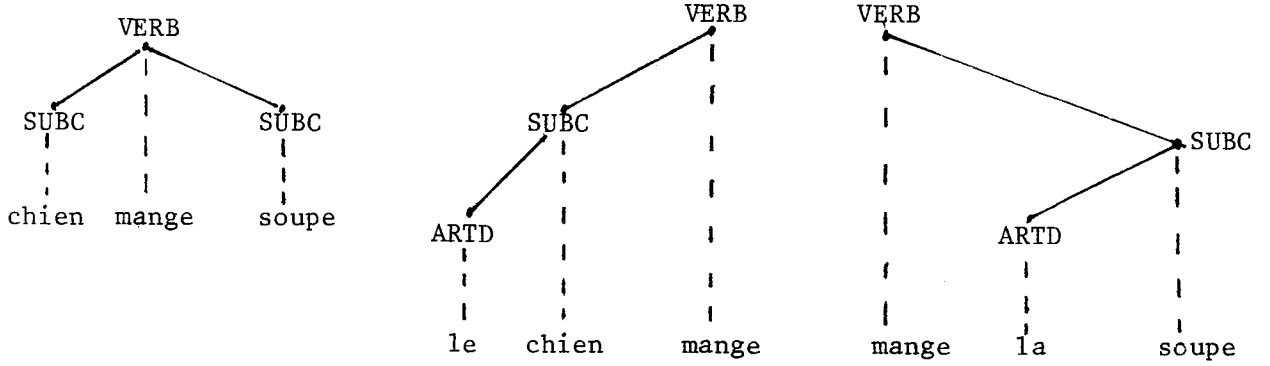 VERB
SUBC SUBC
chien mange soupe
VERB
SUBC
ARTD
le chien mange
VERB
SUBC
ARTD
mange la soupe